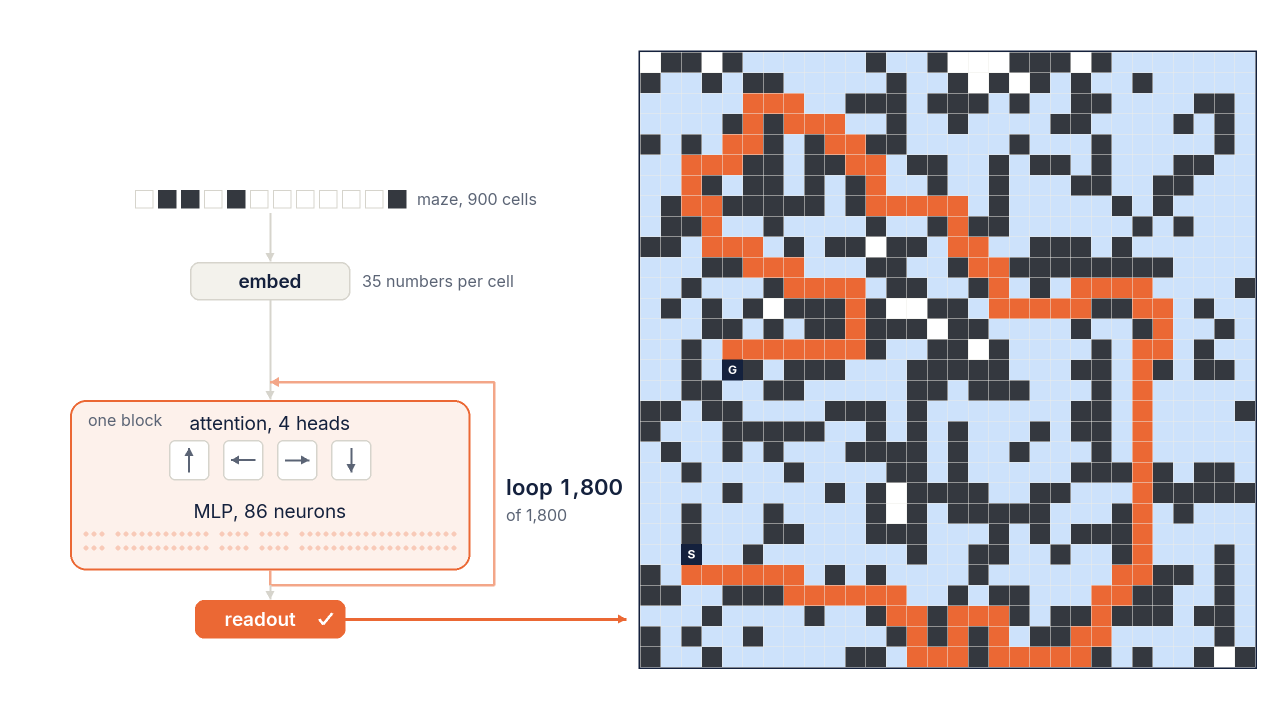 maze, 900 cells
embed
35 numbers per cell
one block
attention, 4 heads
MLP, 86 neurons
loop 1,800
of 1,800
readout
G
S